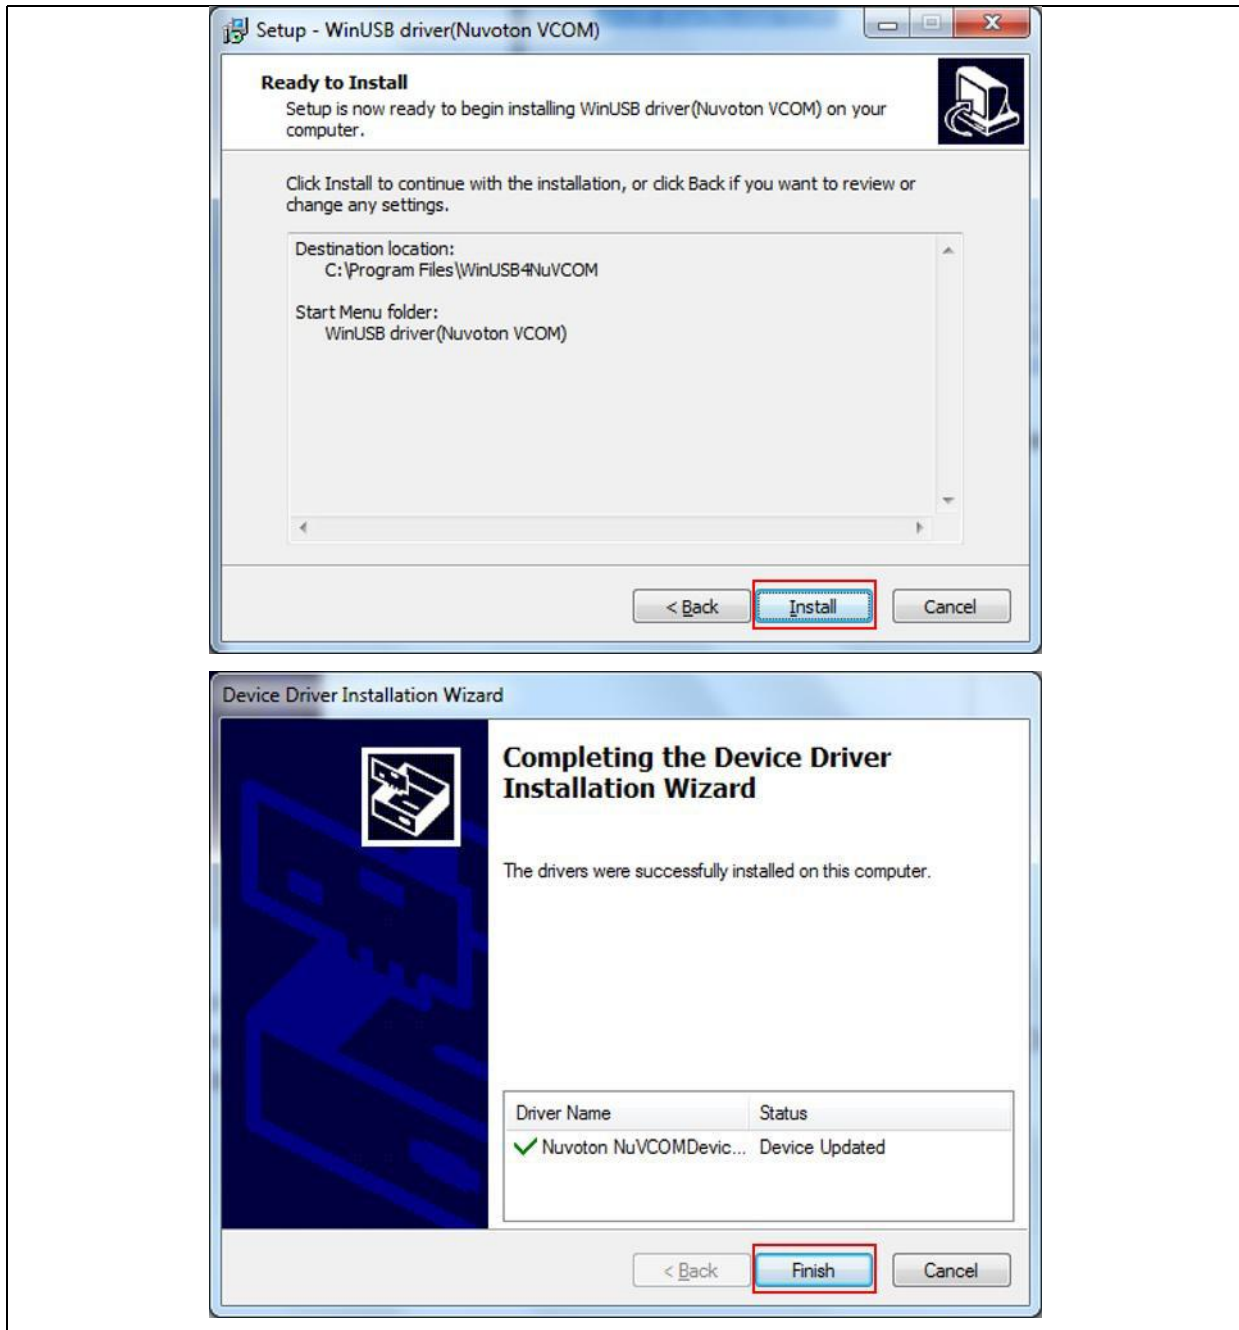 Setup - WinUSB driver(Nuvoton VCOM)
Ready to Install
Setup is now ready to begin installing WinUSB driver(Nuvoton VCOM) on your
computer.
Click Install to continue with the installation, or click Back if you want to review or
change any settings.
Destination location:
C:\Program Files\WinUSB4NuVCOM
Start Menu folder:
WinUSB driver(Nuvoton VCOM)
< Back Install Cancel
Device Driver Installation Wizard
Completing the Device Driver
Installation Wizard
The drivers were successfully installed on this computer.
Driver Name Status
Nuvoton NuVCOMDevic... Device Updated
< Back Finish Cancel